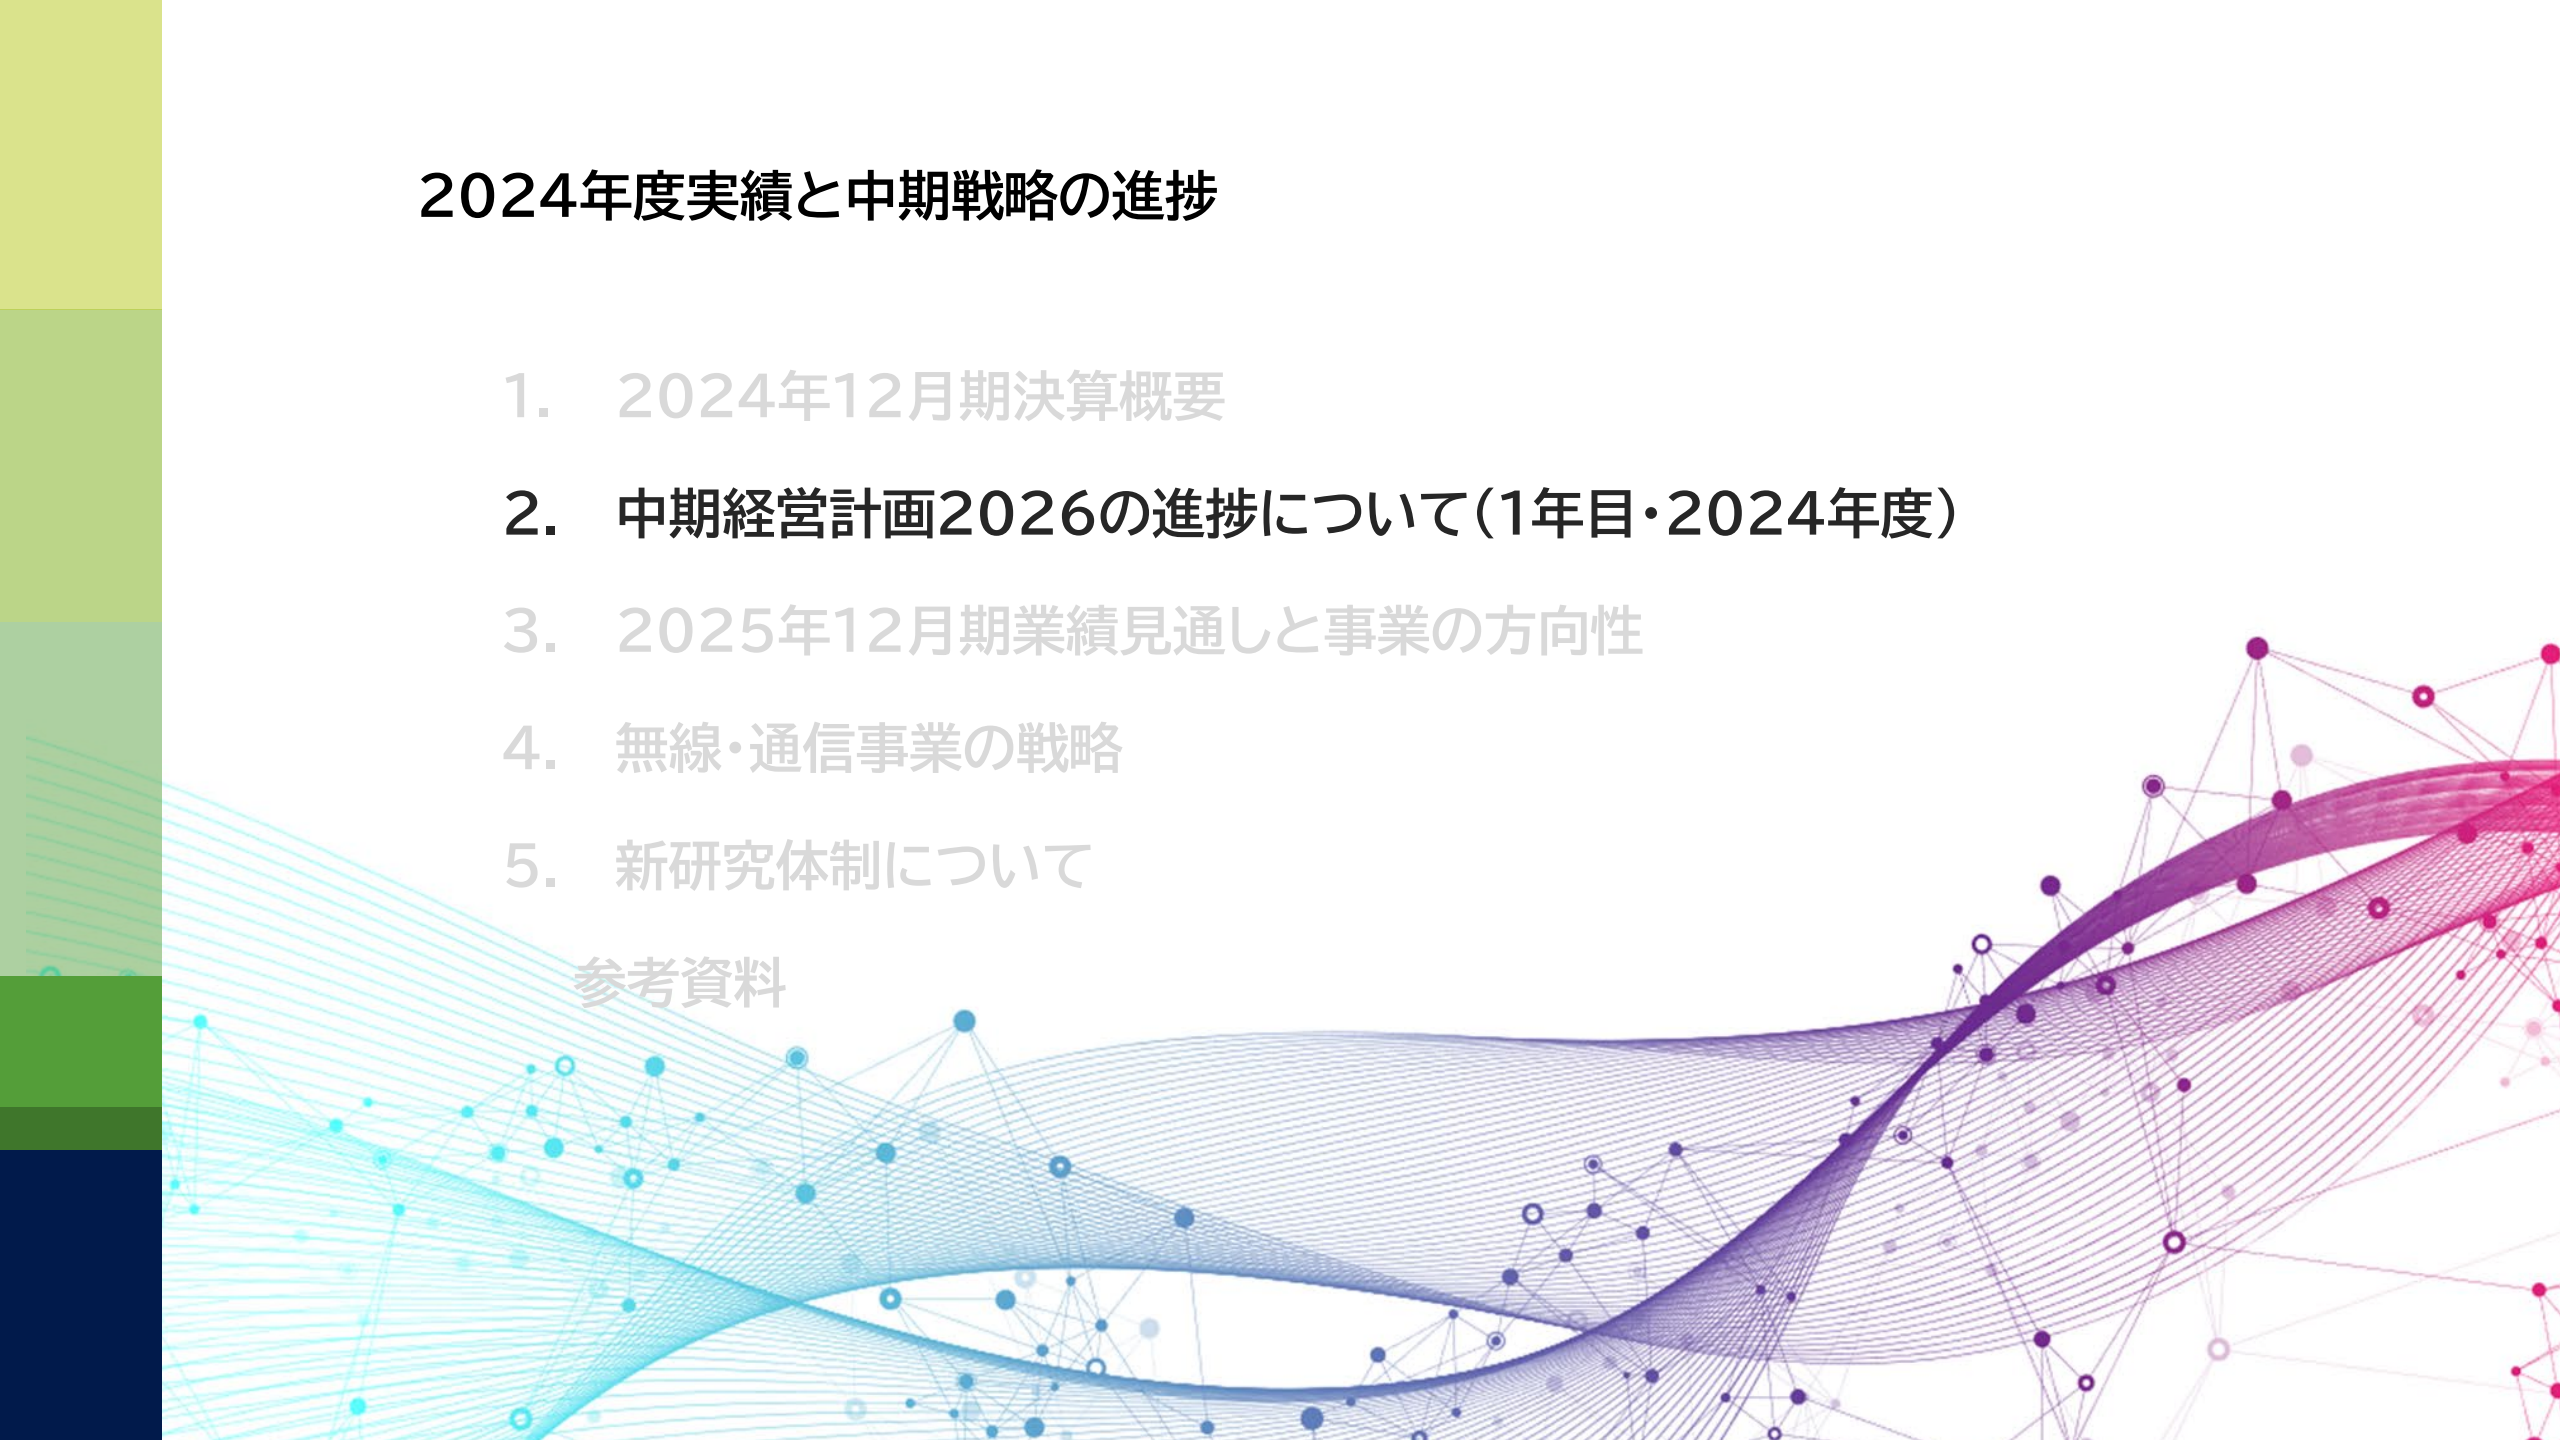 2024年度実績と中期戦略の進捗
1. 2024年12月期決算概要
2. 中期経営計画2026の進捗について(1年目・2024年度)
3. 2025年12月期業績見通しと事業の方向性
4. 無線・通信事業の戦略
5. 新研究体制について
参考資料